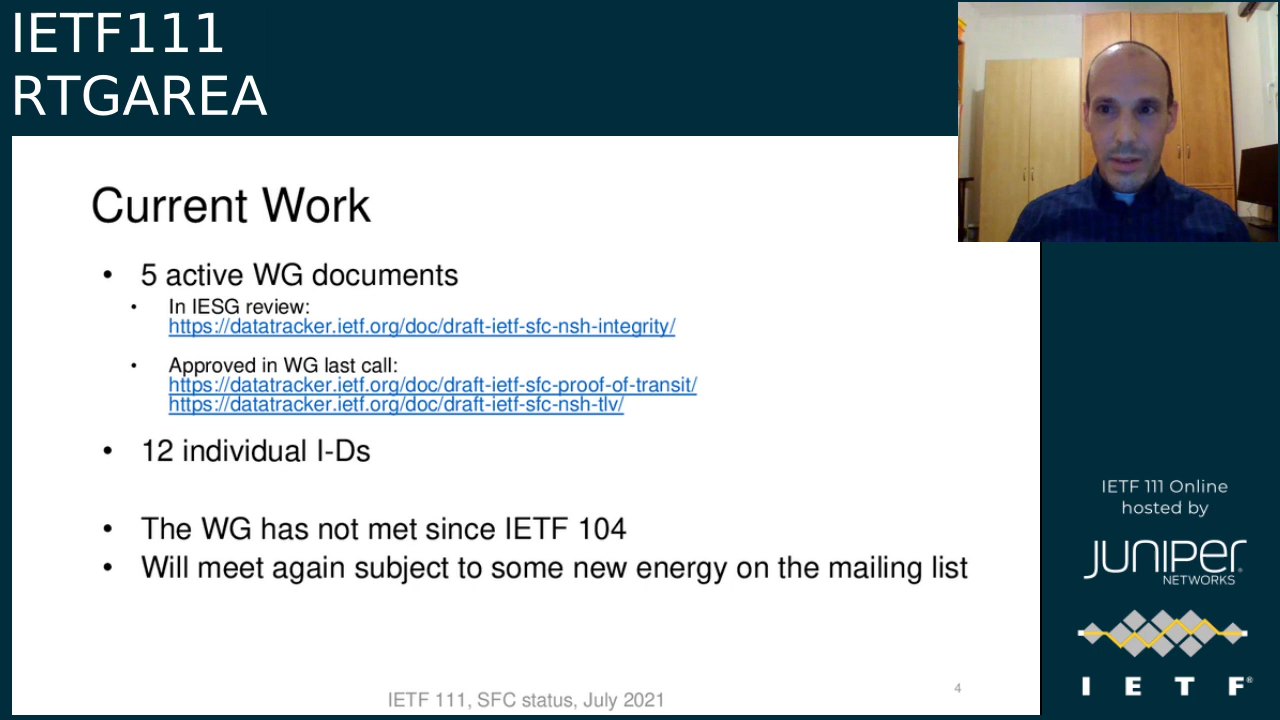 IETF111
RTGAREA
Current Work
• 5 active WG documents
• In IESG review:
https://datatracker.ietf.org/doc/draft-ietf-sfc-nsh-integrity/
• Approved in WG last call:
https://datatracker.ietf.org/doc/draft-ietf-sfc-proof-of-transit/
https://datatracker.ietf.org/doc/draft-ietf-sfc-nsh-tlv/
• 12 individual I-Ds
• The WG has not met since IETF 104
• Will meet again subject to some new energy on the mailing list
IETF 111, SFC status, July 2021
4
IETF 111 Online
hosted by
JUNIPER
NETWORKS
I E T F®